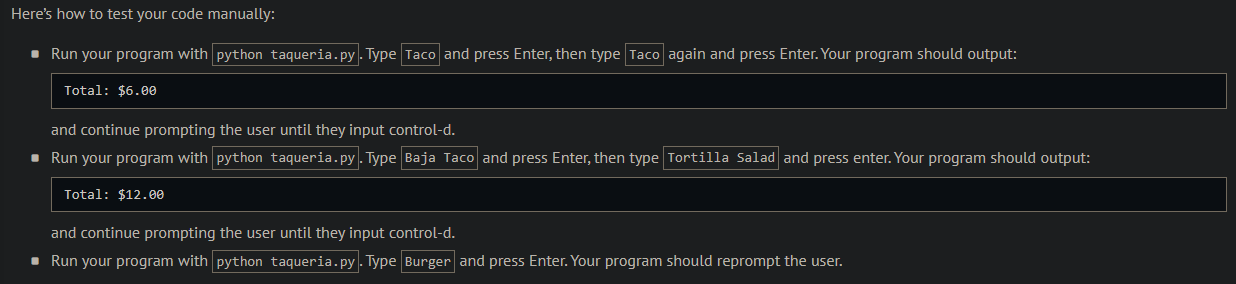 Here's how to test your code manually:
Run your program with python taqueria.py. Type Taco and press Enter, then type Taco again and press Enter. Your program should output:
Total: $6.00
and continue prompting the user until they input control-d.
Run your program with python taqueria.py. Type Baja Taco and press Enter, then type Tortilla Salad and press enter. Your program should output:
Total: $12.00
and continue prompting the user until they input control-d.
Run your program with python taqueria.py. Type Burger and press Enter. Your program should reprompt the user.